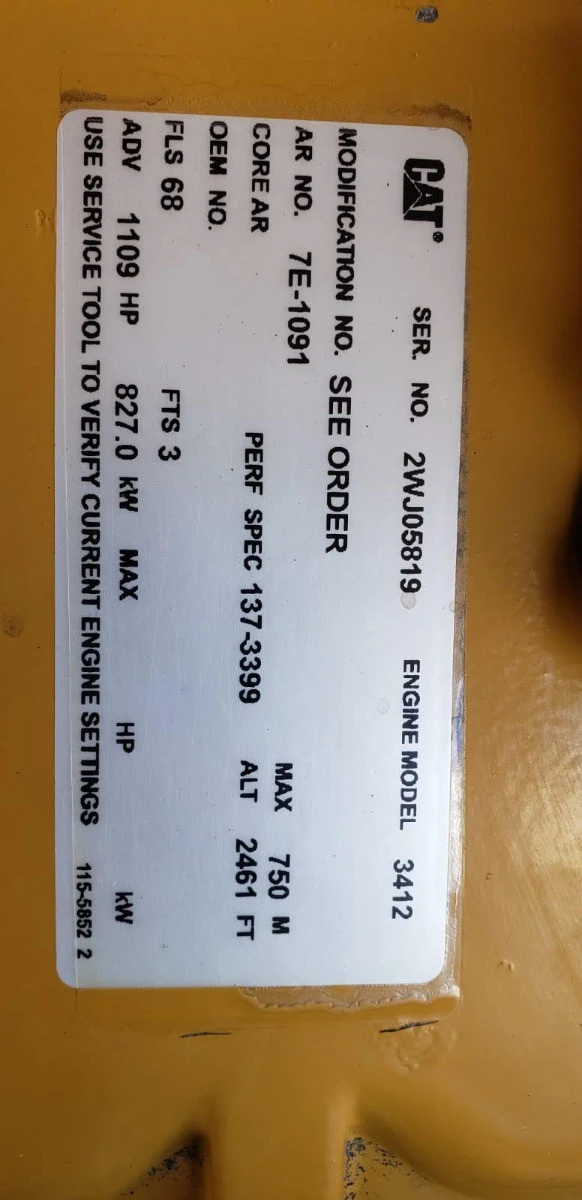 CAT® SER. NO. 2WJ05819 ENGINE MODEL 3412
MODIFICATION NO. SEE ORDER
AR NO. 7E-1091 MAX 750 M
CORE AR PERF SPEC 137-3399 ALT 2461 FT
OEM NO.
FLS 68 FTS 3
ADV 1109 HP 827.0 kW MAX HP kW
USE SERVICE TOOL TO VERIFY CURRENT ENGINE SETTINGS 115-5852 2